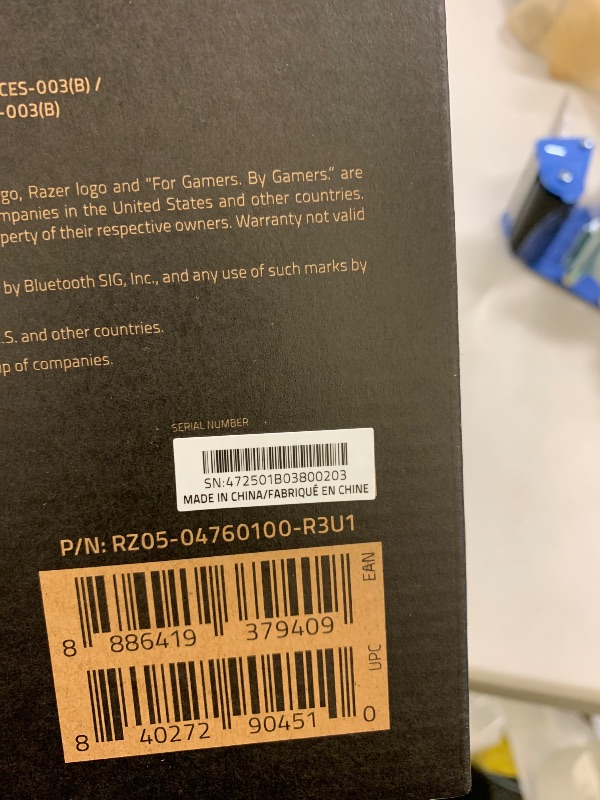 CES-003(B) /
-003(B)
go, Razer logo and "For Gamers. By Gamers." are
mpanies in the United States and other countries.
perty of their respective owners. Warranty not valid
by Bluetooth SIG, Inc., and any use of such marks by
.S. and other countries.
up of companies.
SERIAL NUMBER
SN:472501B03800203
MADE IN CHINA/FABRIQUÉ EN CHINE
P/N: RZ05-04760100-R3U1
8 886419 379409 EAN
8 40272 90451 0 UPC